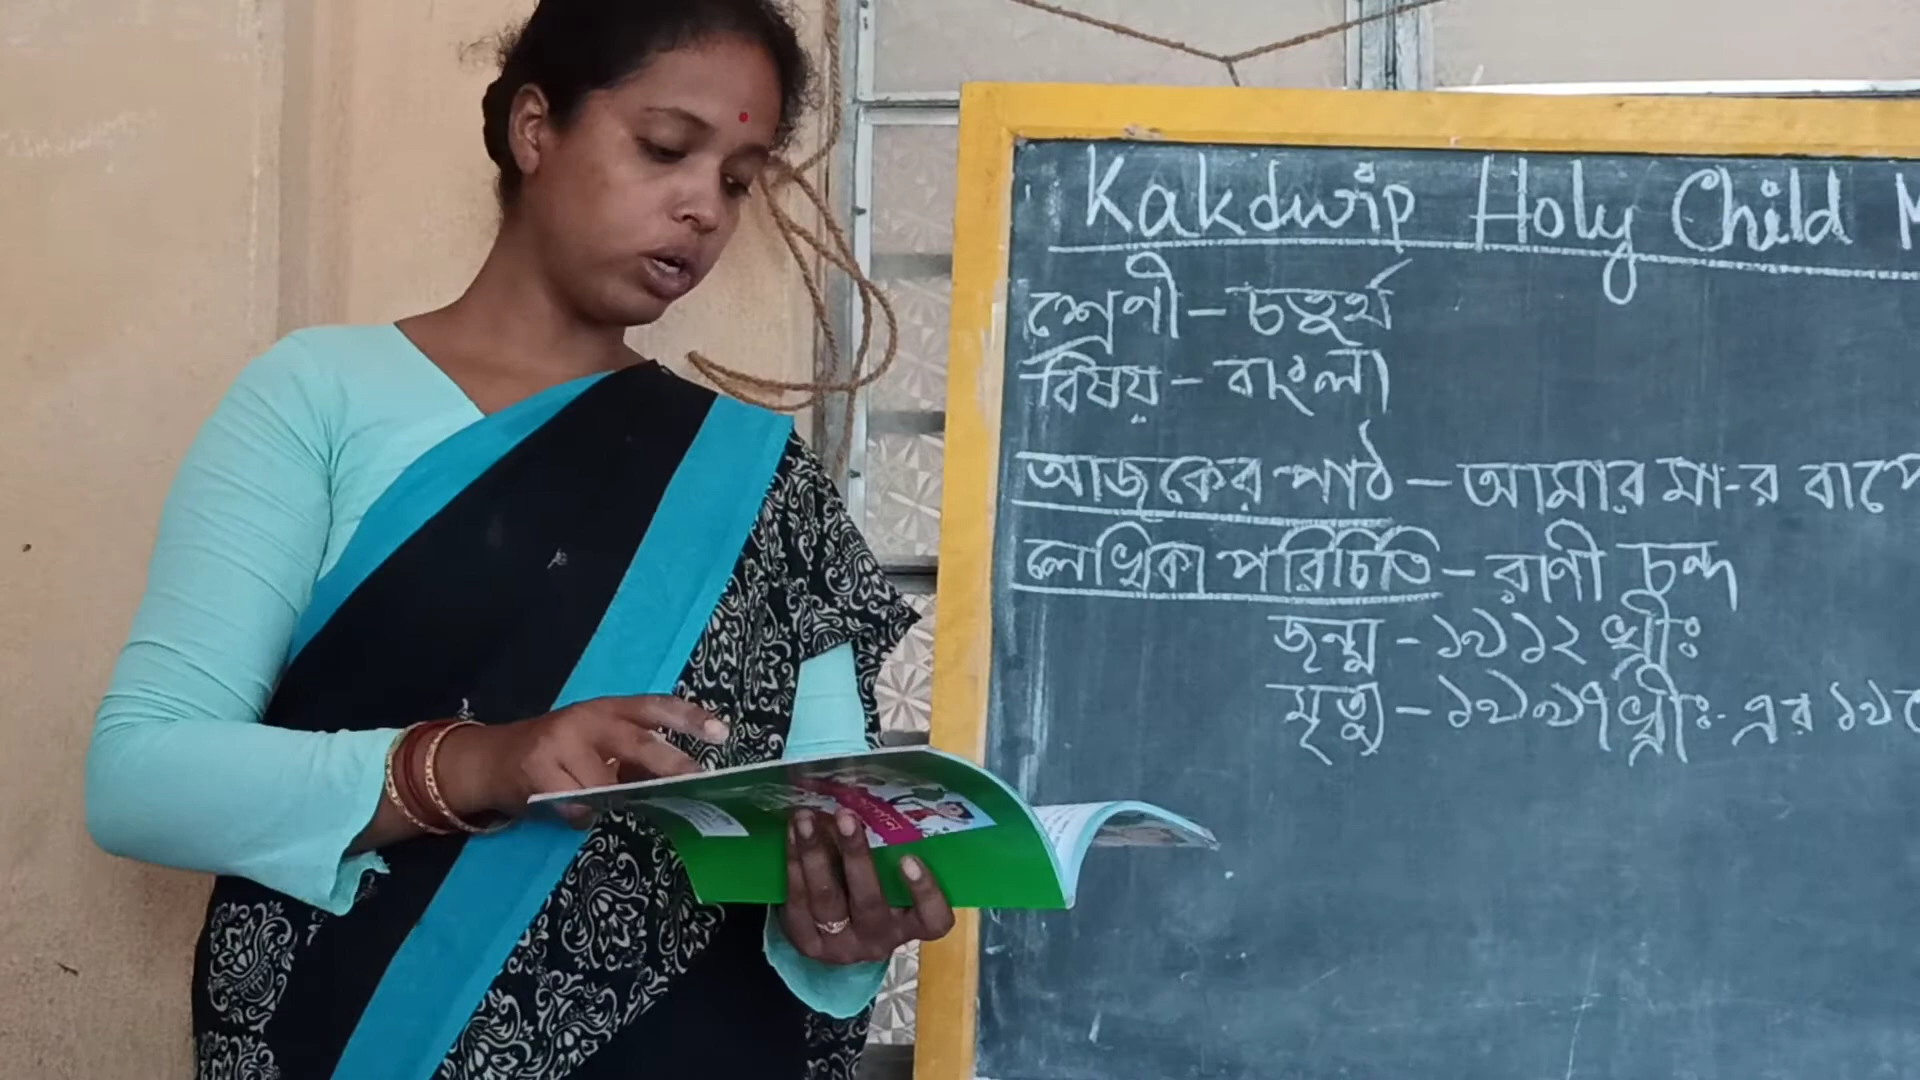 Kakdwip Holy Child M
শ্রেণী - চতুর্থ
বিষয় - বাংলা
আজকের পাঠ - আমার মা-র বাপে
লেখিকা পরিচিতি - রাণী চন্দ
জন্ম - ১৯১২ খ্রীঃ
মৃত্যু - ১৯৯৭ খ্রীঃ- এর ১৯